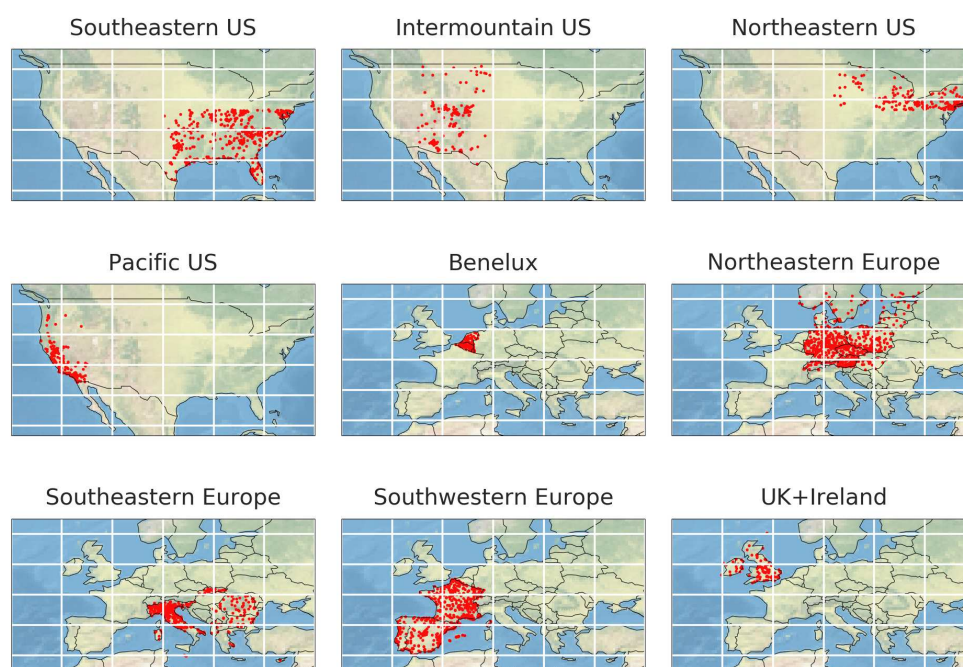 Southeastern US
Intermountain US
Northeastern US
Pacific US
Benelux
Northeastern Europe
Southeastern Europe
Southwestern Europe
UK+Ireland